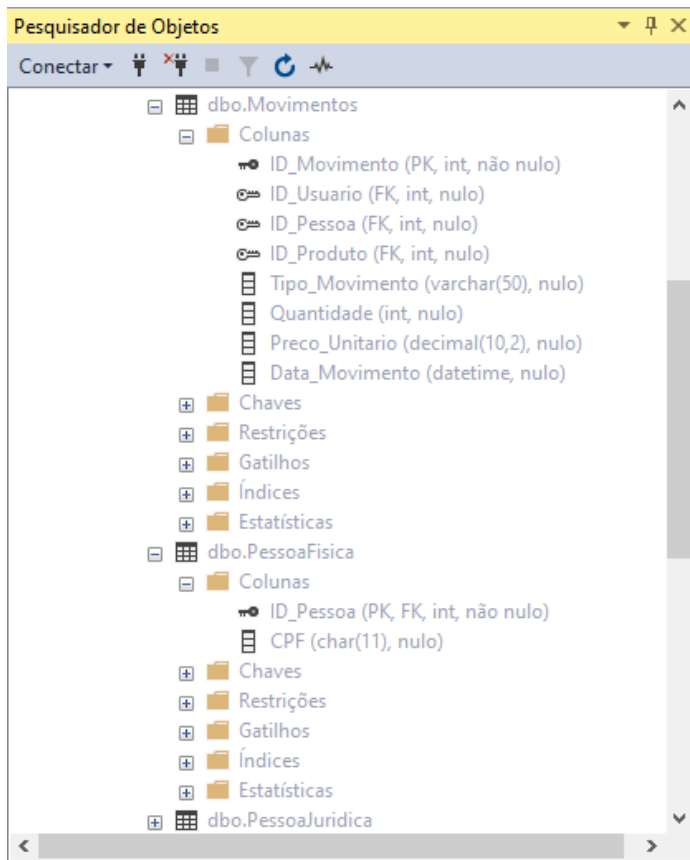 Pesquisador de Objetos
Conectar
dbo.Movimentos
Colunas
ID_Movimento (PK, int, não nulo)
ID_Usuario (FK, int, nulo)
ID_Pessoa (FK, int, nulo)
ID_Produto (FK, int, nulo)
Tipo_Movimento (varchar(50), nulo)
Quantidade (int, nulo)
Preco_Unitario (decimal(10,2), nulo)
Data_Movimento (datetime, nulo)
Chaves
Restrições
Gatilhos
Índices
Estatísticas
dbo.PessoaFisica
Colunas
ID_Pessoa (PK, FK, int, não nulo)
CPF (char(11), nulo)
Chaves
Restrições
Gatilhos
Índices
Estatísticas
dbo.PessoaJuridica